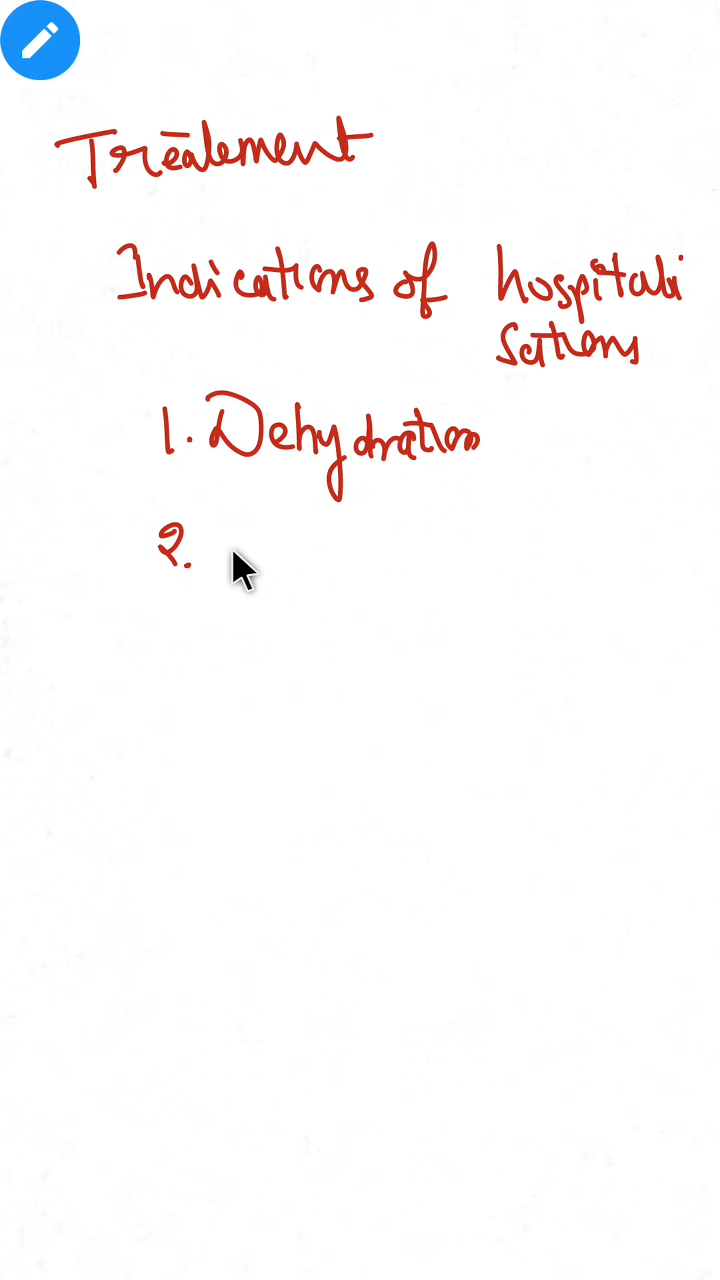 Treatement
Indications of hospitali
sations
1. Dehydration
2.